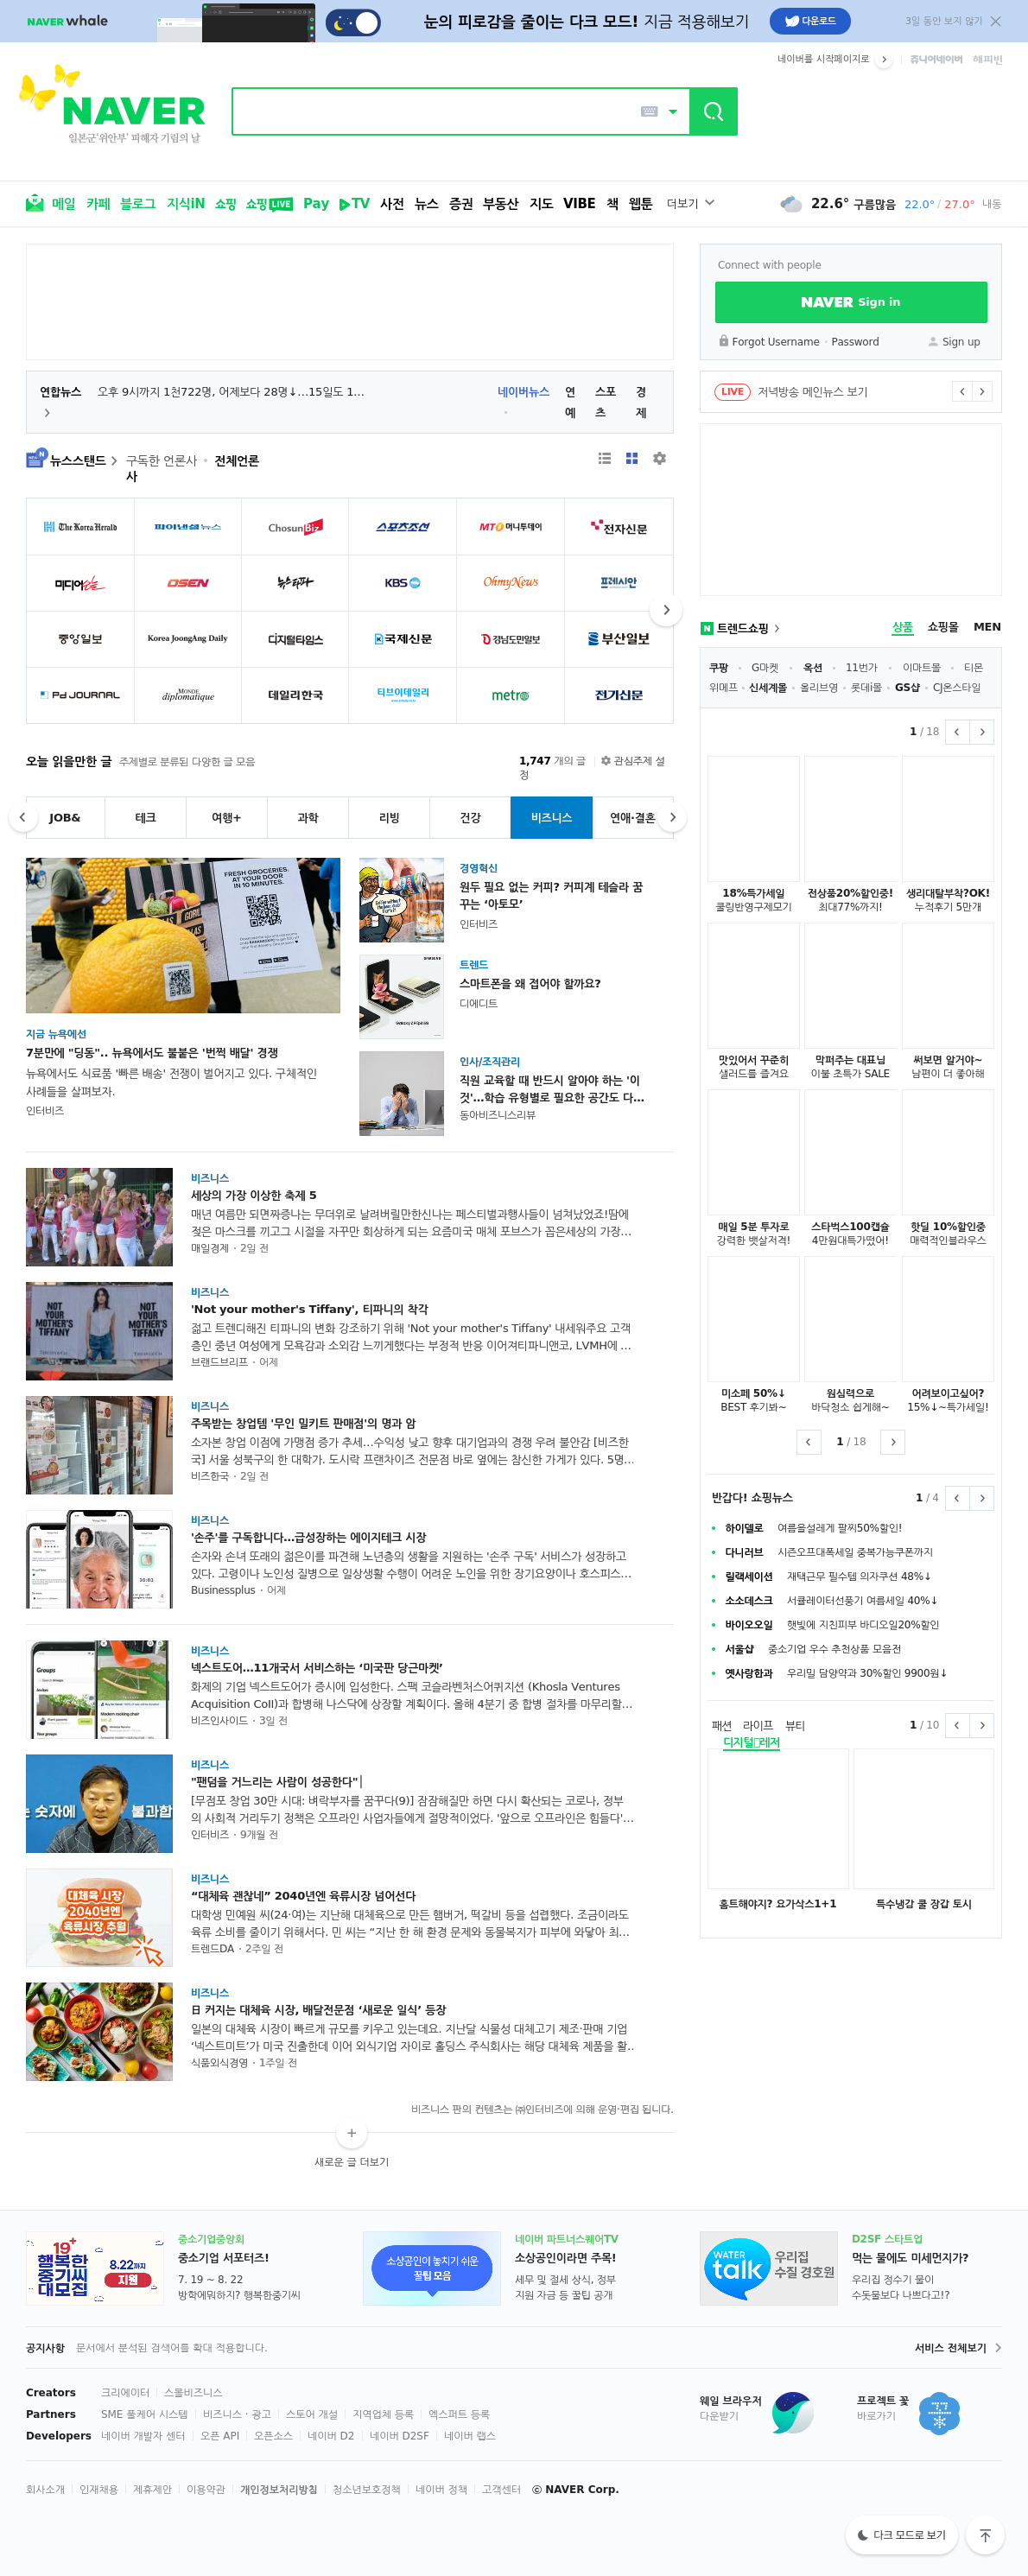 NAVER whale
눈의 피로감을 줄이는 다크 모드! 지금 적용해보기
다운로드
3일 동안 보지 않기
네이버를 시작페이지로
쥬니어네이버 해피빈
NAVER
일본군'위안부' 피해자 기림의 날
메일 카페 블로그 지식iN 쇼핑 쇼핑LIVE Pay TV 사전 뉴스 증권 부동산 지도 VIBE 책 웹툰 더보기
22.6° 구름많음 22.0° / 27.0° 내동
Connect with people
NAVER Sign in
Forgot Username · Password Sign up
연합뉴스 오후 9시까지 1천722명, 어제보다 28명↓…15일도 1…
네이버뉴스 연예 스포츠 경제
LIVE 저녁방송 메인뉴스 보기
뉴스스탠드 구독한 언론사 · 전체언론사
The Korea Herald 파이낸셜뉴스 ChosunBiz 스포츠조선 MT머니투데이 전자신문
미디어오늘 OSEN 뉴스타파 KBS OhmyNews 프레시안
중앙일보 Korea JoongAng Daily 디지털타임스 국제신문 경남도민일보 부산일보
Pd JOURNAL LE MONDE diplomatique 데일리한국 티브이데일리 metro 전기신문
트렌드쇼핑 상품 쇼핑몰 MEN
쿠팡 · G마켓 · 옥션 · 11번가 · 이마트몰 · 티몬
위메프 · 신세계몰 · 올리브영 · 롯데i몰 · GS샵 · CJ온스타일
1 / 18
18%특가세일 전상품20%할인중! 생리대탈부착?OK!
쿨링반영구제모기 최대77%까지! 누적후기 5만개
맛있어서 꾸준히 막퍼주는 대표님 써보면 알거야~
샐러드를 즐겨요 이불 초특가 SALE 남편이 더 좋아해
매일 5분 투자로 스타벅스100캡슐 핫딜 10%할인중
강력한 뱃살저격! 4만원대특가떴어! 매력적인블라우스
미소페 50%↓ 원심력으로 어려보이고싶어?
BEST 후기봐~ 바닥청소 쉽게해~ 15%↓~특가세일!
1 / 18
반갑다! 쇼핑뉴스 1 / 4
하이델로 여름을설레게 팔찌50%할인!
다니러브 시즌오프대폭세일 중복가능쿠폰까지
릴랙세이션 재택근무 필수템 의자쿠션 48%↓
소소데스크 서큘레이터선풍기 여름세일 40%↓
바이오오일 햇빛에 지친피부 바디오일20%할인
서울샵 중소기업 우수 추천상품 모음전
옛사랑한과 우리밀 담양약과 30%할인 9900원↓
패션 라이프 뷰티 1 / 10
디지털 레저
홈트해야지? 요가삭스1+1 특수냉감 쿨 장갑 토시
오늘 읽을만한 글 주제별로 분류된 다양한 글 모음
1,747 개의 글 관심주제 설정
JOB& 테크 여행+ 과학 리빙 건강 비즈니스 연애·결혼
FRESH GROCERIES, AT YOUR DOOR IN 10 MINUTES.
지금 뉴욕에선
7분만에 "딩동".. 뉴욕에서도 불붙은 '번쩍 배달' 경쟁
뉴욕에서도 식료품 '빠른 배송' 전쟁이 벌어지고 있다. 구체적인
사례들을 살펴보자.
인터비즈
경영혁신
원두 필요 없는 커피? 커피계 테슬라 꿈
꾸는 ‘아토모’
인터비즈
트렌드
스마트폰을 왜 접어야 할까요?
디에디트
인사/조직관리
직원 교육할 때 반드시 알아야 하는 '이
것'…학습 유형별로 필요한 공간도 다…
동아비즈니스리뷰
비즈니스
세상의 가장 이상한 축제 5
매년 여름만 되면짜증나는 무더위로 날려버릴만한신나는 페스티벌과행사들이 넘쳐났었죠!땀에
젖은 마스크를 끼고그 시절을 자꾸만 회상하게 되는 요즘미국 매체 포브스가 꼽은세상의 가장…
매일경제 · 2일 전
NOT YOUR MOTHER'S TIFFANY
NOT YOUR MOTHER'S TIFFANY
비즈니스
'Not your mother's Tiffany', 티파니의 착각
젊고 트렌디해진 티파니의 변화 강조하기 위해 'Not your mother's Tiffany' 내세워주요 고객
층인 중년 여성에게 모욕감과 소외감 느끼게했다는 부정적 반응 이어져티파니앤코, LVMH에 …
브랜드브리프 · 어제
비즈니스
주목받는 창업템 '무인 밀키트 판매점'의 명과 암
소자본 창업 이점에 가맹점 증가 추세…수익성 낮고 향후 대기업과의 경쟁 우려 불안감 [비즈한
국] 서울 성북구의 한 대학가. 도시락 프랜차이즈 전문점 바로 옆에는 참신한 가게가 있다. 5명…
비즈한국 · 2일 전
비즈니스
'손주'를 구독합니다…급성장하는 에이지테크 시장
손자와 손녀 또래의 젊은이를 파견해 노년층의 생활을 지원하는 '손주 구독' 서비스가 성장하고
있다. 고령이나 노인성 질병으로 일상생활 수행이 어려운 노인을 위한 장기요양이나 호스피스…
Businessplus · 어제
Groups
비즈니스
넥스트도어…11개국서 서비스하는 ‘미국판 당근마켓’
화제의 기업 넥스트도어가 증시에 입성한다. 스팩 코슬라벤처스어퀴지션 (Khosla Ventures
Acquisition CoII)과 합병해 나스닥에 상장할 계획이다. 올해 4분기 중 합병 절차를 마무리할…
비즈인사이드 · 3일 전
는 숫자에 불과합
비즈니스
"팬덤을 거느리는 사람이 성공한다"│
[무점포 창업 30만 시대: 벼락부자를 꿈꾸다(9)] 잠잠해질만 하면 다시 확산되는 코로나, 정부
의 사회적 거리두기 정책은 오프라인 사업자들에게 절망적이었다. '앞으로 오프라인은 힘들다'…
인터비즈 · 9개월 전
대체육 시장
2040년엔
육류시장 추월
비즈니스
“대체육 괜찮네” 2040년엔 육류시장 넘어선다
대학생 민예원 씨(24·여)는 지난해 대체육으로 만든 햄버거, 떡갈비 등을 섭렵했다. 조금이라도
육류 소비를 줄이기 위해서다. 민 씨는 “지난 한 해 환경 문제와 동물복지가 피부에 와닿아 최…
트렌드DA · 2주일 전
비즈니스
日 커지는 대체육 시장, 배달전문점 ‘새로운 일식’ 등장
일본의 대체육 시장이 빠르게 규모를 키우고 있는데요. 지난달 식물성 대체고기 제조·판매 기업
‘넥스트미트’가 미국 진출한데 이어 외식기업 자이로 홀딩스 주식회사는 해당 대체육 제품을 활..
식품외식경영 · 1주일 전
비즈니스 판의 컨텐츠는 ㈜인터비즈에 의해 운영·편집 됩니다.
새로운 글 더보기
19+ 행복한 중기씨 대모집 8.22까지 지원
중소기업중앙회
중소기업 서포터즈!
7. 19 ~ 8. 22
방학에뭐하지? 행복한중기씨
소상공인이 놓치기 쉬운
꿀팁 모음
네이버 파트너스퀘어TV
소상공인이라면 주목!
세무 및 절세 상식, 정부
지원 자금 등 꿀팁 공개
WATER talk 우리집 수질 경호원
D2SF 스타트업
먹는 물에도 미세먼지가?
우리집 정수기 물이
수돗물보다 나쁘다고!?
공지사항 문서에서 분석된 검색어를 확대 적용합니다.
서비스 전체보기
Creators 크리에이터 스몰비즈니스
Partners SME 풀케어 시스템 비즈니스 · 광고 스토어 개설 지역업체 등록 엑스퍼트 등록
Developers 네이버 개발자 센터 오픈 API 오픈소스 네이버 D2 네이버 D2SF 네이버 랩스
웨일 브라우저
다운받기
프로젝트 꽃
바로가기
회사소개 인재채용 제휴제안 이용약관 개인정보처리방침 청소년보호정책 네이버 정책 고객센터 ⓒ NAVER Corp.
다크 모드로 보기